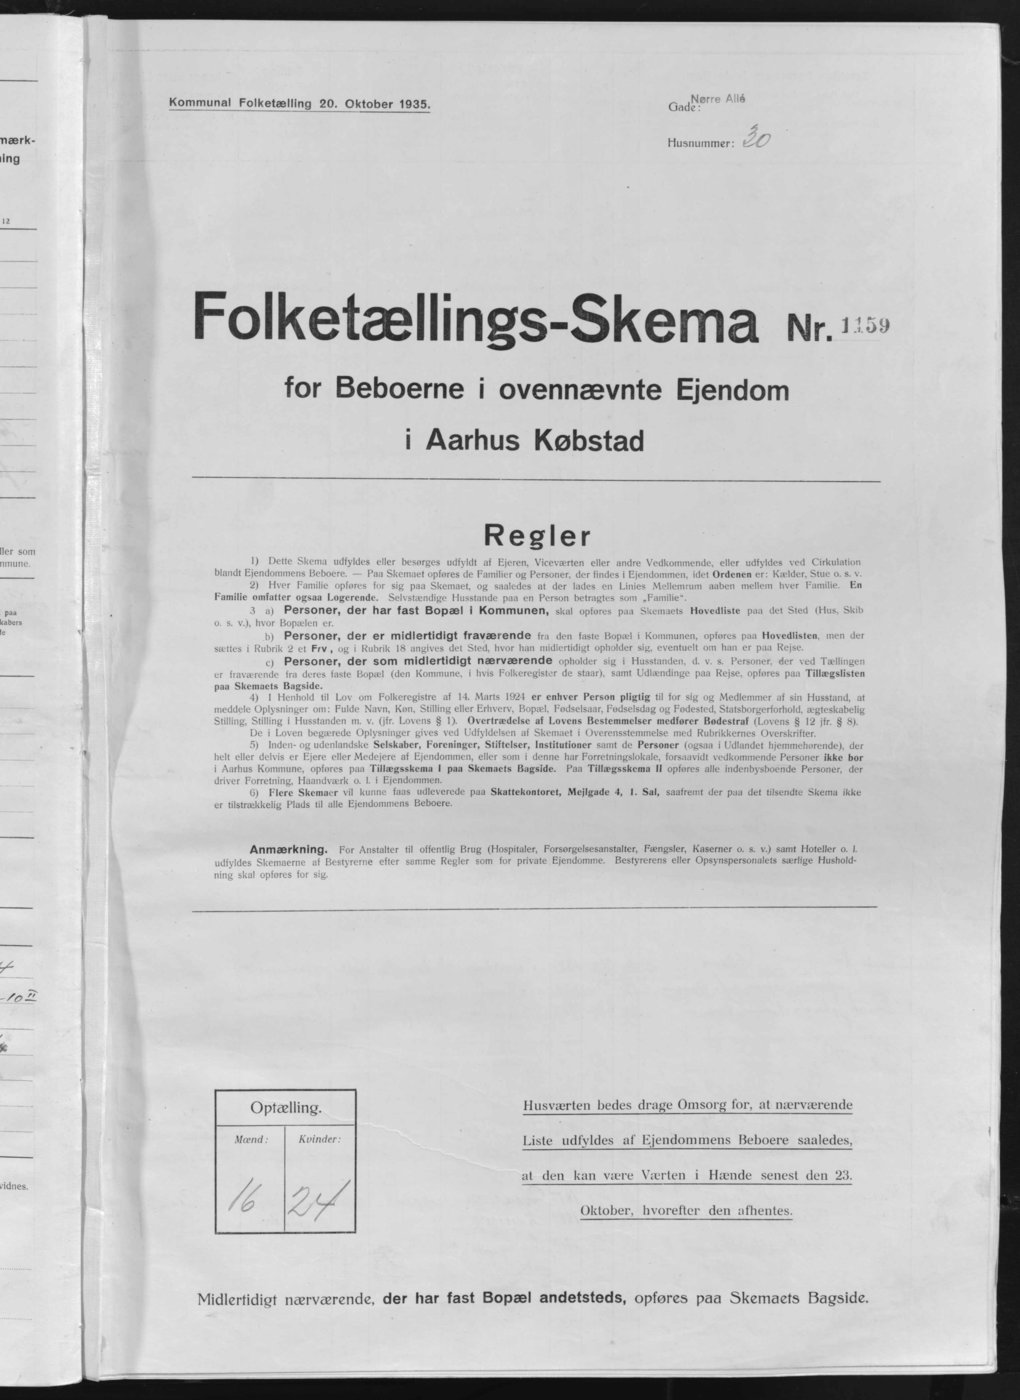 mærk-
ning
12
ller som
nmune.
paa
kabers
-10 II
vidnes.
Kommunal Folketælling 20. Oktober 1935.
Gade: Nørre Allé
Husnummer: 30
Folketællings-Skema Nr. 1159
for Beboerne i ovennævnte Ejendom
i Aarhus Købstad
Regler
1) Dette Skema udfyldes eller besørges udfyldt af Ejeren, Viceværten eller andre Vedkommende, eller udfyldes ved Cirkulation
blandt Ejendommens Beboere. — Paa Skemaet opføres de Familier og Personer, der findes i Ejendommen, idet Ordenen er: Kælder, Stue o. s. v.
2) Hver Familie opføres for sig paa Skemaet, og saaledes at der lades en Linies Mellemrum aaben mellem hver Familie. En
Familie omfatter ogsaa Logerende. Selvstændige Husstande paa en Person betragtes som „Familie“.
3 a) Personer, der har fast Bopæl i Kommunen, skal opføres paa Skemaets Hovedliste paa det Sted (Hus, Skib
o. s. v.), hvor Bopælen er.
b) Personer, der er midlertidigt fraværende fra den faste Bopæl i Kommunen, opføres paa Hovedlisten, men der
sættes i Rubrik 2 et Frv., og i Rubrik 18 angives det Sted, hvor han midlertidigt opholder sig, eventuelt om han er paa Rejse.
c) Personer, der som midlertidigt nærværende opholder sig i Husstanden, d. v. s. Personer, der ved Tællingen
er fraværende fra deres faste Bopæl (den Kommune, i hvis Folkeregister de staar), samt Udlændinge paa Rejse, opføres paa Tillægslisten
paa Skemaets Bagside.
4) I Henhold til Lov om Folkeregistre af 14. Marts 1924 er enhver Person pligtig til for sig og Medlemmer af sin Husstand, at
meddele Oplysninger om: Fulde Navn, Køn, Stilling eller Erhverv, Bopæl, Fødselsaar, Fødselsdag og Fødested, Statsborgerforhold, ægteskabelig
Stilling, Stilling i Husstanden m. v. (jfr. Lovens § 1). Overtrædelse af Lovens Bestemmelser medfører Bødestraf (Lovens § 12 jfr. § 8).
De i Loven begærede Oplysninger gives ved Udfyldelsen af Skemaet i Overensstemmelse med Rubrikkernes Overskrifter.
5) Inden- og udenlandske Selskaber, Foreninger, Stiftelser, Institutioner samt de Personer (ogsaa i Udlandet hjemmehørende), der
helt eller delvis er Ejere eller Medejere af Ejendommen, eller som i denne har Forretningslokale, forsaavidt vedkommende Personer ikke bor
i Aarhus Kommune, opføres paa Tillægsskema I paa Skemaets Bagside. Paa Tillægsskema II opføres alle indenbysboende Personer, der
driver Forretning, Haandværk o. l. i Ejendommen.
6) Flere Skemaer vil kunne faas udleverede paa Skattekontoret, Mejlgade 4, 1. Sal, saafremt der paa det tilsendte Skema ikke
er tilstrækkelig Plads til alle Ejendommens Beboere.
Anmærkning. For Anstalter til offentlig Brug (Hospitaler, Forsørgelsesanstalter, Fængsler, Kaserner o. s. v.) samt Hoteller o. l.
udfyldes Skemaerne af Bestyrerne efter samme Regler som for private Ejendomme. Bestyrerens eller Opsynspersonalets særlige Hushold-
ning skal opføres for sig.
Optælling.
Mænd: Kvinder:
16 24
Husværten bedes drage Omsorg for, at nærværende
Liste udfyldes af Ejendommens Beboere saaledes,
at den kan være Værten i Hænde senest den 23.
Oktober, hvorefter den afhentes.
Midlertidigt nærværende, der har fast Bopæl andetsteds, opføres paa Skemaets Bagside.